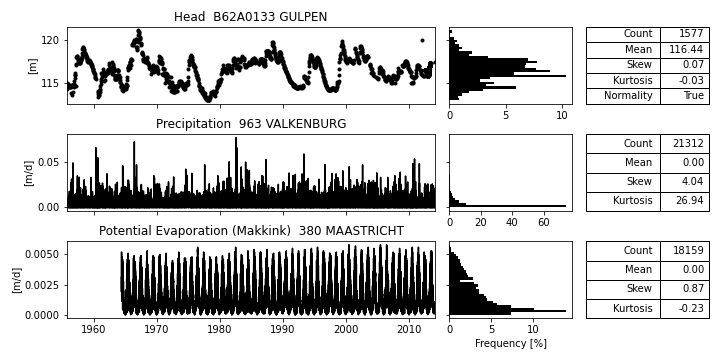 Head  B62A0133 GULPEN
[m]
120
115
0
5
10
Count 1577
Mean 116.44
Skew 0.07
Kurtosis -0.03
Normality True
Precipitation  963 VALKENBURG
[m/d]
0.05
0.00
0 20 40 60
Count 21312
Mean 0.00
Skew 4.04
Kurtosis 26.94
Potential Evaporation (Makkink)  380 MAASTRICHT
[m/d]
0.0050
0.0025
0.0000
1960 1970 1980 1990 2000 2010
0 5 10
Frequency [%]
Count 18159
Mean 0.00
Skew 0.87
Kurtosis -0.23